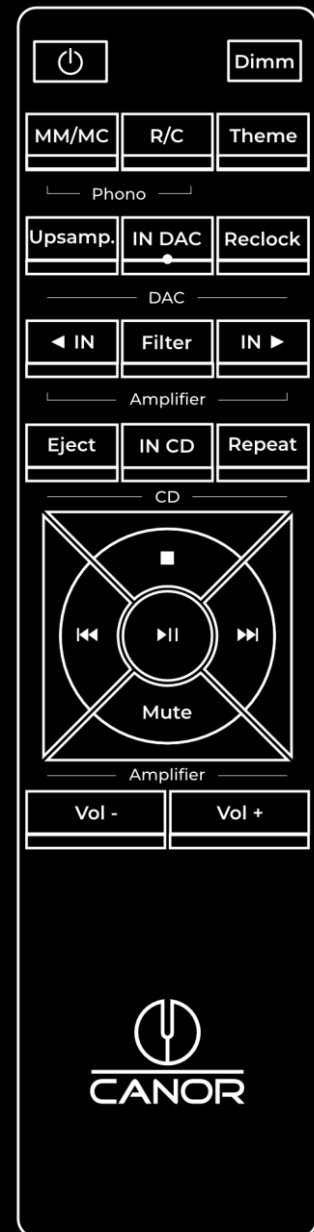 Dimm
MM/MC R/C Theme
Phono
Upsamp. IN DAC Reclock
DAC
◄ IN Filter IN ►
Amplifier
Eject IN CD Repeat
CD
Mute
Amplifier
Vol - Vol +
CANOR